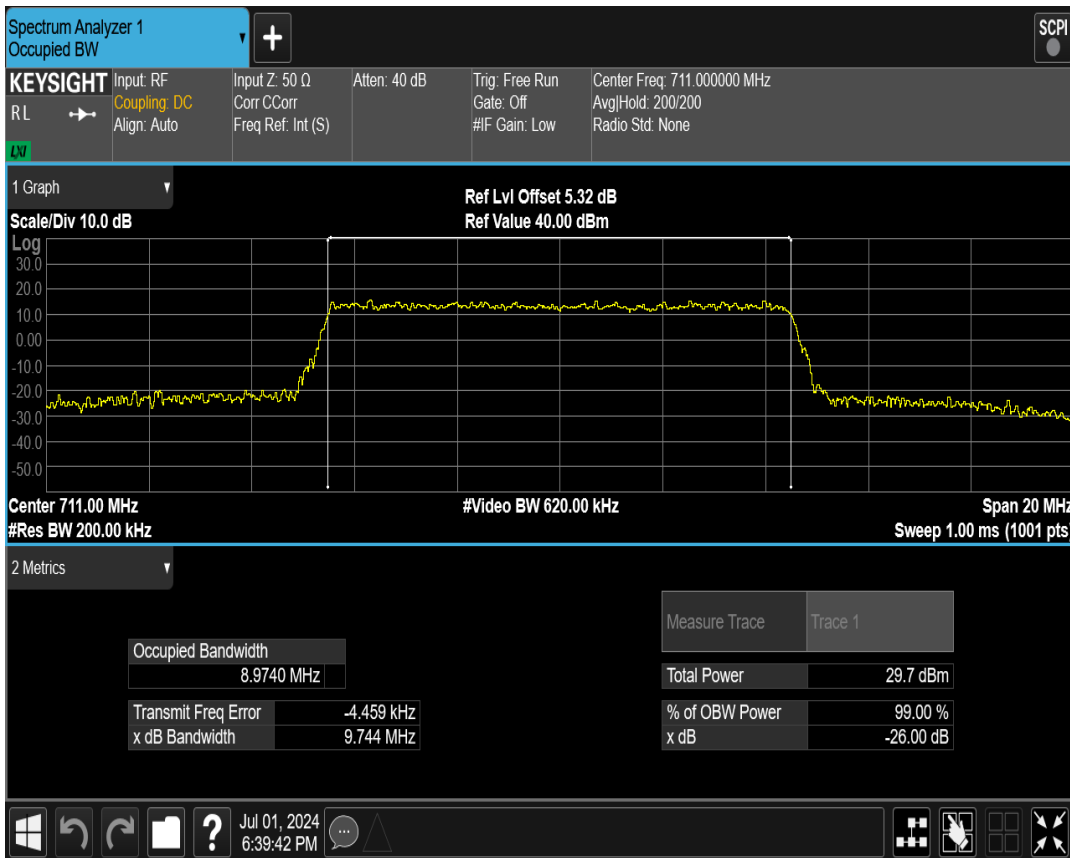 Spectrum Analyzer 1
Occupied BW
+
SCPI
KEYSIGHT
R L
LXI
Input: RF
Coupling: DC
Align: Auto
Input Z: 50 Ω
Corr CCorr
Freq Ref: Int (S)
Atten: 40 dB
Trig: Free Run
Gate: Off
#IF Gain: Low
Center Freq: 711.000000 MHz
Avg|Hold: 200/200
Radio Std: None
1 Graph
Scale/Div 10.0 dB
Ref Lvl Offset 5.32 dB
Ref Value 40.00 dBm
Log
30.0
20.0
10.0
0.00
-10.0
-20.0
-30.0
-40.0
-50.0
Center 711.00 MHz
#Video BW 620.00 kHz
Span 20 MHz
#Res BW 200.00 kHz
Sweep 1.00 ms (1001 pts)
2 Metrics
Measure Trace Trace 1
Occupied Bandwidth
8.9740 MHz
Total Power 29.7 dBm
Transmit Freq Error -4.459 kHz
% of OBW Power 99.00 %
x dB Bandwidth 9.744 MHz
x dB -26.00 dB
?
Jul 01, 2024
6:39:42 PM